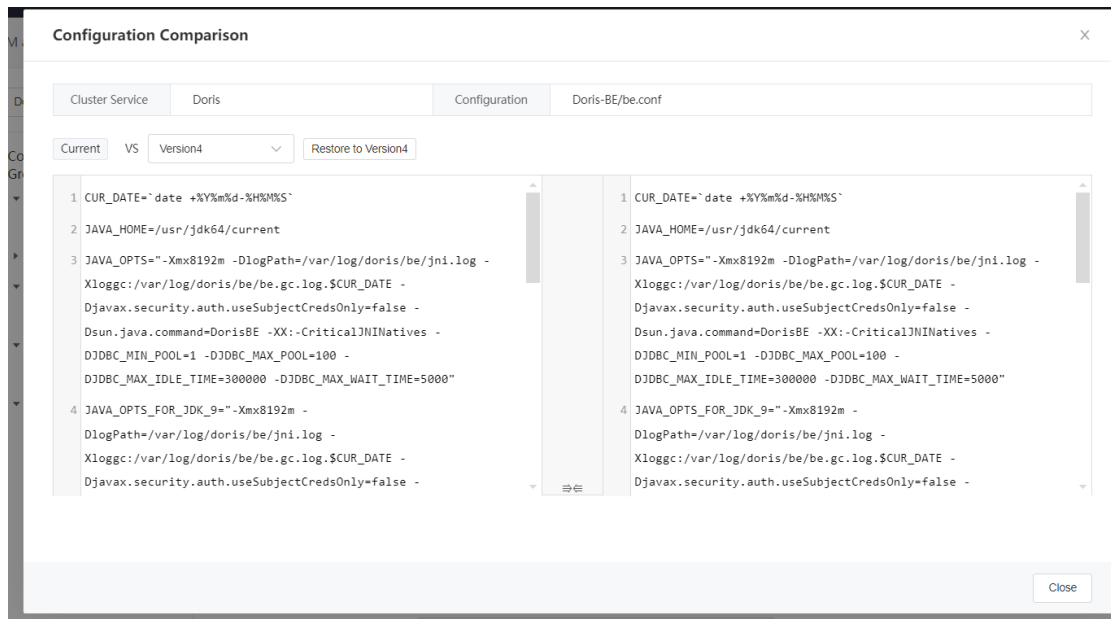 Configuration Comparison
Cluster Service Doris Configuration Doris-BE/be.conf
Current VS Version4 Restore to Version4
1 CUR_DATE=`date +%Y%m%d-%H%M%S`
2 JAVA_HOME=/usr/jdk64/current
3 JAVA_OPTS="-Xmx8192m -DlogPath=/var/log/doris/be/jni.log -
Xloggc:/var/log/doris/be/be.gc.log.$CUR_DATE -
Djavax.security.auth.useSubjectCredsOnly=false -
Dsun.java.command=DorisBE -XX:-CriticalJNINatives -
DJDBC_MIN_POOL=1 -DJDBC_MAX_POOL=100 -
DJDBC_MAX_IDLE_TIME=300000 -DJDBC_MAX_WAIT_TIME=5000"
4 JAVA_OPTS_FOR_JDK_9="-Xmx8192m -
DlogPath=/var/log/doris/be/jni.log -
Xloggc:/var/log/doris/be/be.gc.log.$CUR_DATE -
Djavax.security.auth.useSubjectCredsOnly=false -
1 CUR_DATE=`date +%Y%m%d-%H%M%S`
2 JAVA_HOME=/usr/jdk64/current
3 JAVA_OPTS="-Xmx8192m -DlogPath=/var/log/doris/be/jni.log -
Xloggc:/var/log/doris/be/be.gc.log.$CUR_DATE -
Djavax.security.auth.useSubjectCredsOnly=false -
Dsun.java.command=DorisBE -XX:-CriticalJNINatives -
DJDBC_MIN_POOL=1 -DJDBC_MAX_POOL=100 -
DJDBC_MAX_IDLE_TIME=300000 -DJDBC_MAX_WAIT_TIME=5000"
4 JAVA_OPTS_FOR_JDK_9="-Xmx8192m -
DlogPath=/var/log/doris/be/jni.log -
Xloggc:/var/log/doris/be/be.gc.log.$CUR_DATE -
Djavax.security.auth.useSubjectCredsOnly=false -
Close